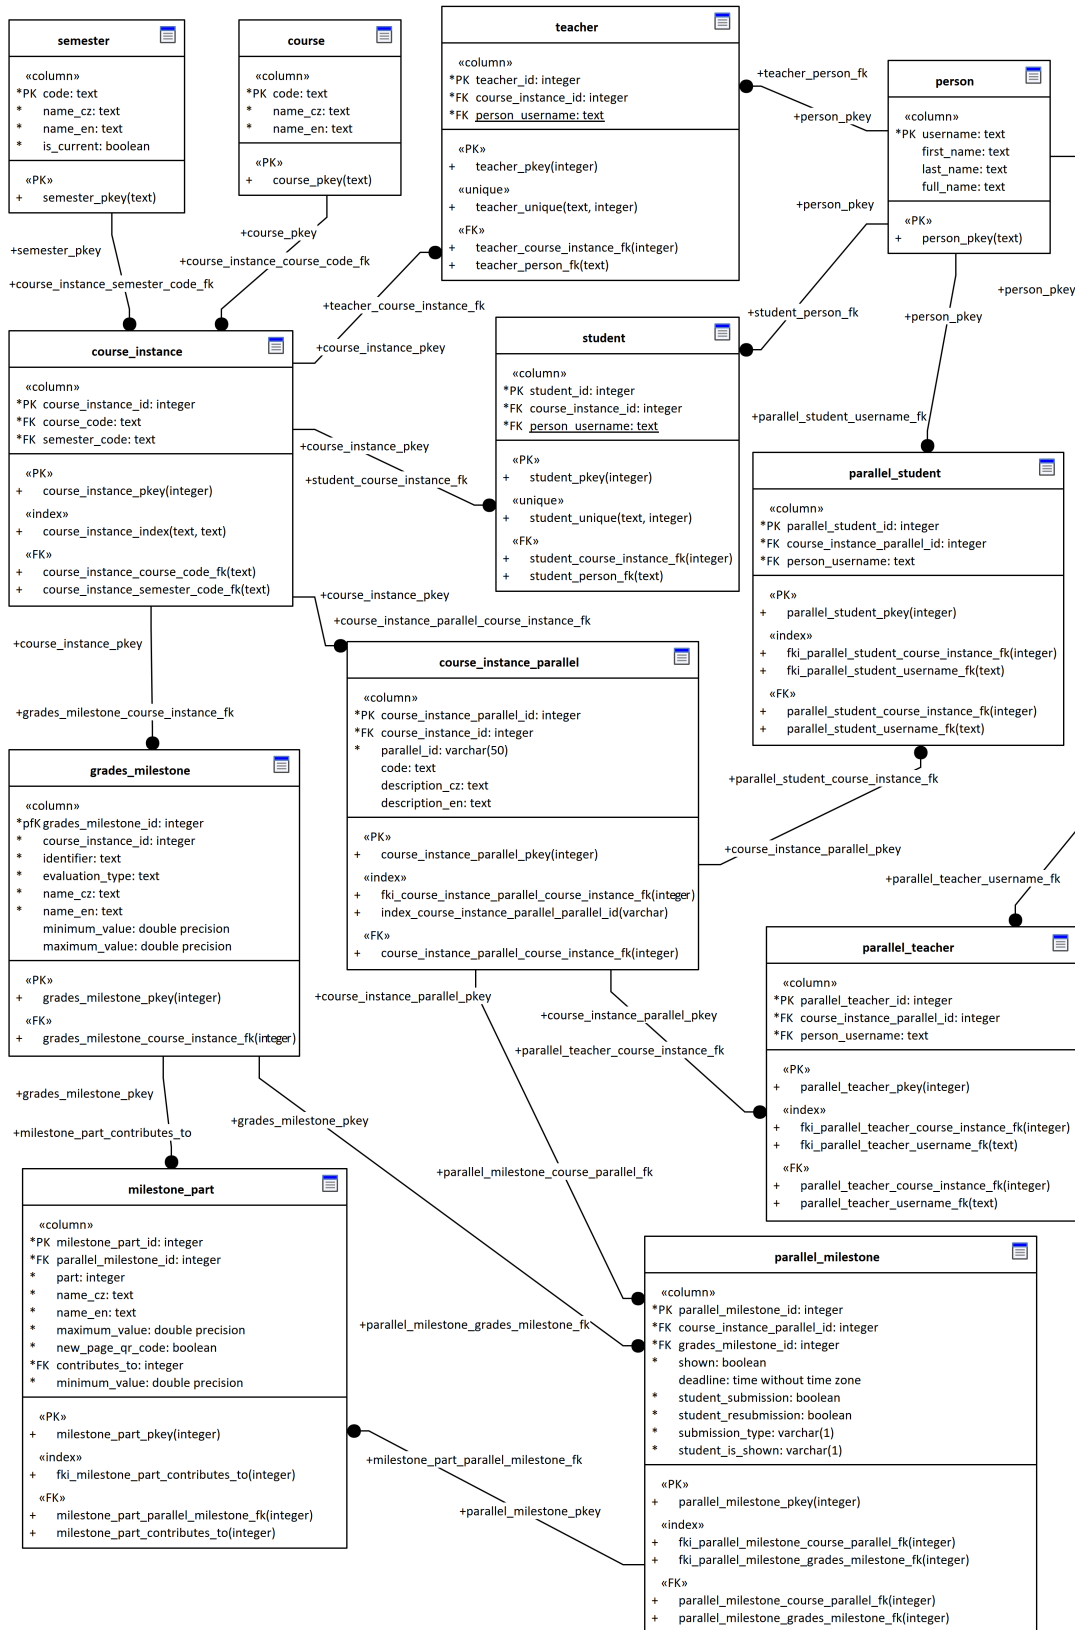 semester
«column»
*PK code: text
* name_cz: text
* name_en: text
* is_current: boolean
«PK»
+ semester_pkey(text)
course
«column»
*PK code: text
* name_cz: text
* name_en: text
«PK»
+ course_pkey(text)
teacher
«column»
*PK teacher_id: integer
*FK course_instance_id: integer
*FK person_username: text
«PK»
+ teacher_pkey(integer)
«unique»
+ teacher_unique(text, integer)
«FK»
+ teacher_course_instance_fk(integer)
+ teacher_person_fk(text)
person
«column»
*PK username: text
first_name: text
last_name: text
full_name: text
«PK»
+ person_pkey(text)
+teacher_person_fk
+person_pkey
+person_pkey
+student_person_fk
+person_pkey
+person_pkey
+parallel_student_username_fk
+semester_pkey
+course_instance_semester_code_fk
+course_pkey
+course_instance_course_code_fk
+teacher_course_instance_fk
+course_instance_pkey
course_instance
«column»
*PK course_instance_id: integer
*FK course_code: text
*FK semester_code: text
«PK»
+ course_instance_pkey(integer)
«index»
+ course_instance_index(text, text)
«FK»
+ course_instance_course_code_fk(text)
+ course_instance_semester_code_fk(text)
+course_instance_pkey
+student_course_instance_fk
student
«column»
*PK student_id: integer
*FK course_instance_id: integer
*FK person_username: text
«PK»
+ student_pkey(integer)
«unique»
+ student_unique(text, integer)
«FK»
+ student_course_instance_fk(integer)
+ student_person_fk(text)
parallel_student
«column»
*PK parallel_student_id: integer
*FK course_instance_parallel_id: integer
*FK person_username: text
«PK»
+ parallel_student_pkey(integer)
«index»
+ fki_parallel_student_course_instance_fk(integer)
+ fki_parallel_student_username_fk(text)
«FK»
+ parallel_student_course_instance_fk(integer)
+ parallel_student_username_fk(text)
+course_instance_pkey
+course_instance_parallel_course_instance_fk
+course_instance_pkey
+grades_milestone_course_instance_fk
course_instance_parallel
«column»
*PK course_instance_parallel_id: integer
*FK course_instance_id: integer
* parallel_id: varchar(50)
code: text
description_cz: text
description_en: text
«PK»
+ course_instance_parallel_pkey(integer)
«index»
+ fki_course_instance_parallel_course_instance_fk(integer)
+ index_course_instance_parallel_parallel_id(varchar)
«FK»
+ course_instance_parallel_course_instance_fk(integer)
+parallel_student_course_instance_fk
+course_instance_parallel_pkey
+parallel_teacher_username_fk
grades_milestone
«column»
*pfK grades_milestone_id: integer
* course_instance_id: integer
* identifier: text
* evaluation_type: text
* name_cz: text
* name_en: text
minimum_value: double precision
maximum_value: double precision
«PK»
+ grades_milestone_pkey(integer)
«FK»
+ grades_milestone_course_instance_fk(integer)
parallel_teacher
«column»
*PK parallel_teacher_id: integer
*FK course_instance_parallel_id: integer
*FK person_username: text
«PK»
+ parallel_teacher_pkey(integer)
«index»
+ fki_parallel_teacher_course_instance_fk(integer)
+ fki_parallel_teacher_username_fk(text)
«FK»
+ parallel_teacher_course_instance_fk(integer)
+ parallel_teacher_username_fk(text)
+course_instance_parallel_pkey
+course_instance_parallel_pkey
+parallel_teacher_course_instance_fk
+grades_milestone_pkey
+milestone_part_contributes_to
+grades_milestone_pkey
+parallel_milestone_course_parallel_fk
+parallel_milestone_grades_milestone_fk
milestone_part
«column»
*PK milestone_part_id: integer
*FK parallel_milestone_id: integer
* part: integer
* name_cz: text
* name_en: text
* maximum_value: double precision
* new_page_qr_code: boolean
*FK contributes_to: integer
* minimum_value: double precision
«PK»
+ milestone_part_pkey(integer)
«index»
+ fki_milestone_part_contributes_to(integer)
«FK»
+ milestone_part_parallel_milestone_fk(integer)
+ milestone_part_contributes_to(integer)
+milestone_part_parallel_milestone_fk
+parallel_milestone_pkey
parallel_milestone
«column»
*PK parallel_milestone_id: integer
*FK course_instance_parallel_id: integer
*FK grades_milestone_id: integer
* shown: boolean
deadline: time without time zone
* student_submission: boolean
* student_resubmission: boolean
* submission_type: varchar(1)
* student_is_shown: varchar(1)
«PK»
+ parallel_milestone_pkey(integer)
«index»
+ fki_parallel_milestone_course_parallel_fk(integer)
+ fki_parallel_milestone_grades_milestone_fk(integer)
«FK»
+ parallel_milestone_course_parallel_fk(integer)
+ parallel_milestone_grades_milestone_fk(integer)